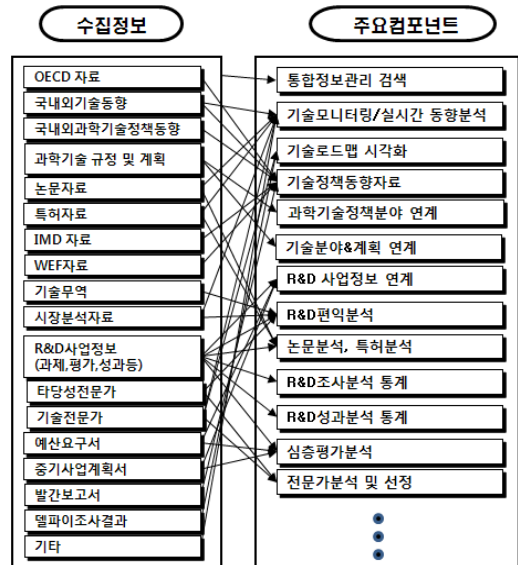 수집정보
주요컴포넌트
OECD 자료
국내외기술동향
국내외과학기술정책동향
과학기술 규정 및 계획
논문자료
특허자료
IMD 자료
WEF자료
기술무역
시장분석자료
R&D사업정보
(과제,평가,성과등)
타당성전문가
기술전문가
예산요구서
중기사업계획서
발간보고서
델파이조사결과
기타
통합정보관리 검색
기술모니터링/실시간 동향분석
기술로드맵 시각화
기술정책동향자료
과학기술정책분야 연계
기술분야&계획 연계
R&D 사업정보 연계
R&D편익분석
논문분석, 특허분석
R&D조사분석 통계
R&D성과분석 통계
심층평가분석
전문가분석 및 선정